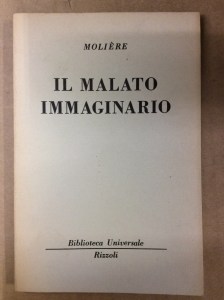 MOLIÈRE
IL MALATO
IMMAGINARIO
Biblioteca Universale
Rizzoli